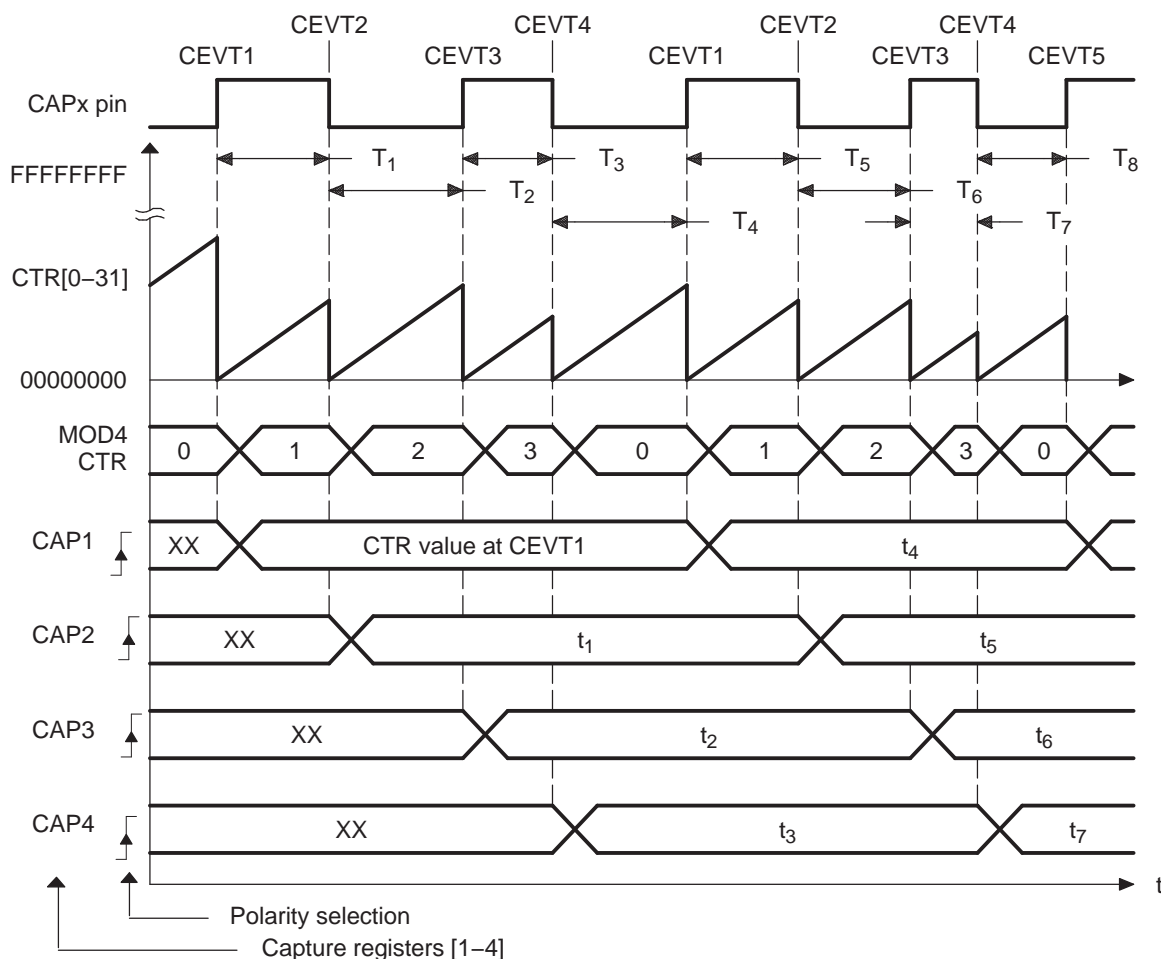 CEVT2 CEVT4 CEVT2 CEVT4
CEVT1 CEVT3 CEVT1 CEVT3 CEVT5
CAPx pin
FFFFFFFF
T1 T3 T5 T8
T2 T6
T4 T7
CTR[0−31]
00000000
MOD4
CTR
0 1 2 3 0 1 2 3 0
CAP1 XX CTR value at CEVT1 t4
CAP2 XX t1 t5
CAP3 XX t2 t6
CAP4 XX t3 t7
t
Polarity selection
Capture registers [1−4]